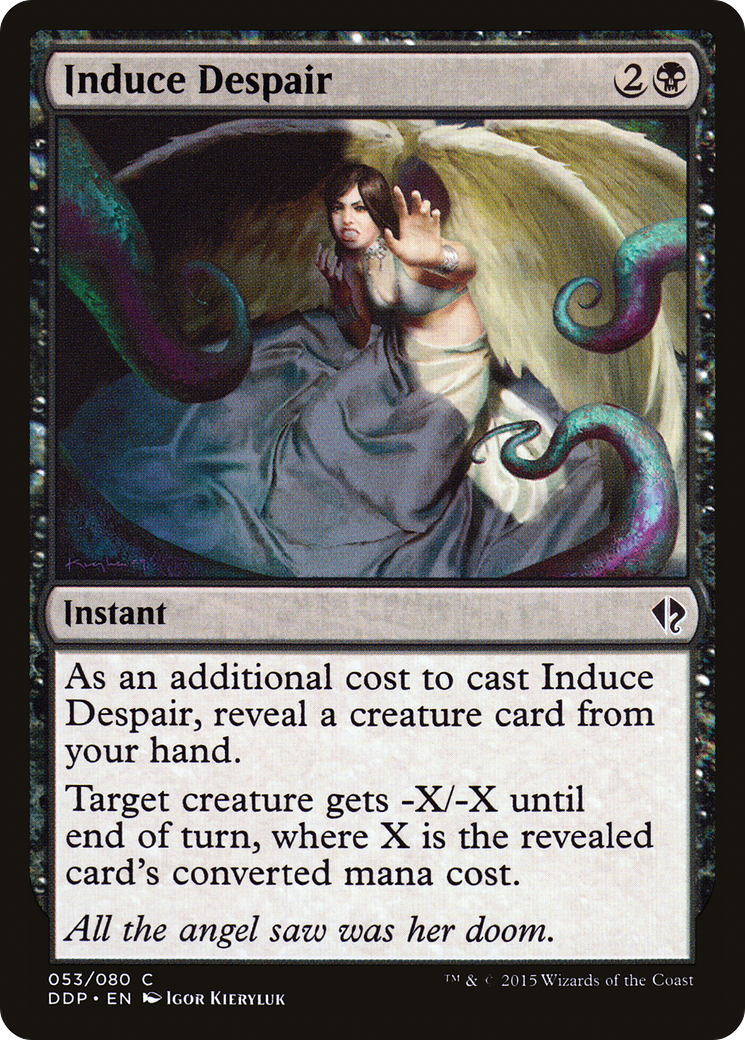 Induce Despair 2
Instant
As an additional cost to cast Induce
Despair, reveal a creature card from
your hand.
Target creature gets -X/-X until
end of turn, where X is the revealed
card's converted mana cost.
All the angel saw was her doom.
053/080 C
DDP • EN Igor Kieryluk
™ & © 2015 Wizards of the Coast